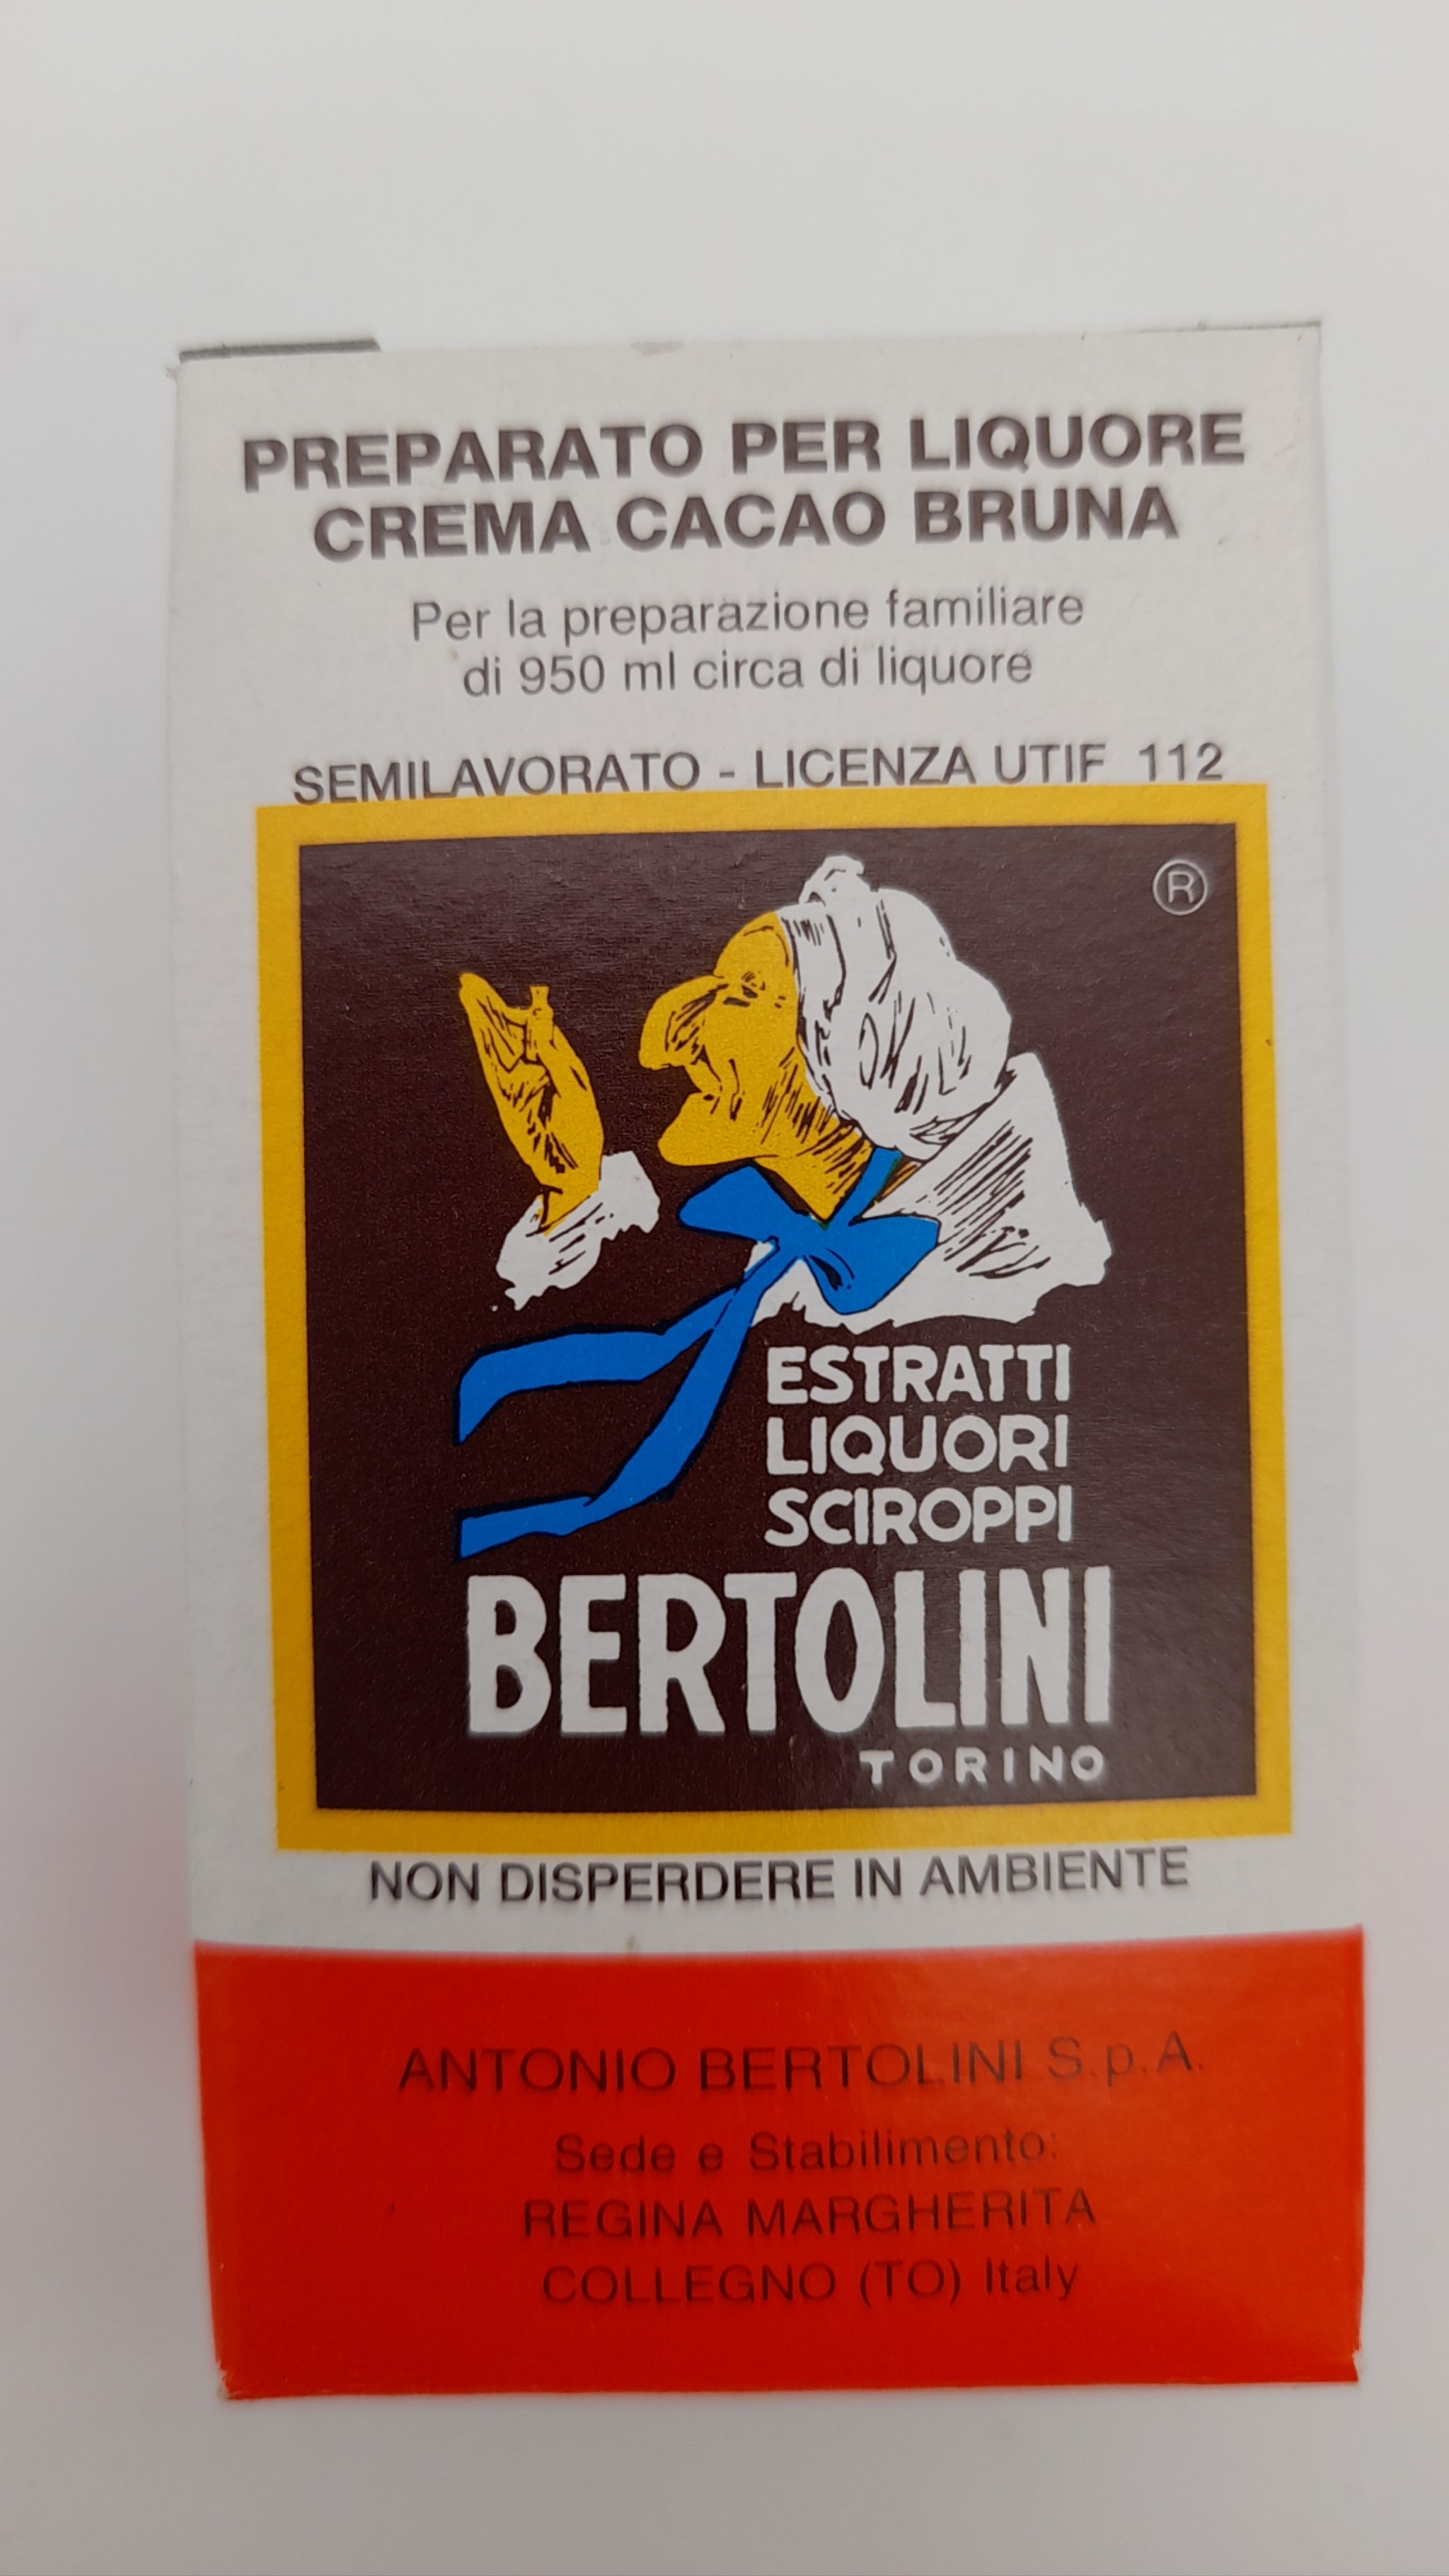 PREPARATO PER LIQUORE
CREMA CACAO BRUNA
Per la preparazione familiare
di 950 ml circa di liquore
SEMILAVORATO - LICENZA UTIF 112
®
ESTRATTI
LIQUORI
SCIROPPI
BERTOLINI
TORINO
NON DISPERDERE IN AMBIENTE
ANTONIO BERTOLINI S.p.A.
Sede e Stabilimento:
REGINA MARGHERITA
COLLEGNO (TO) Italy